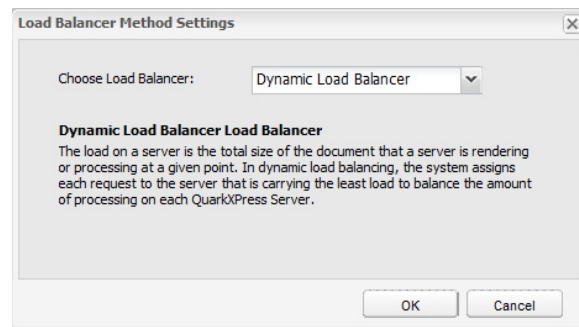 Load Balancer Method Settings
Choose Load Balancer: Dynamic Load Balancer
Dynamic Load Balancer Load Balancer
The load on a server is the total size of the document that a server is rendering
or processing at a given point. In dynamic load balancing, the system assigns
each request to the server that is carrying the least load to balance the amount
of processing on each QuarkXPress Server.
OK Cancel